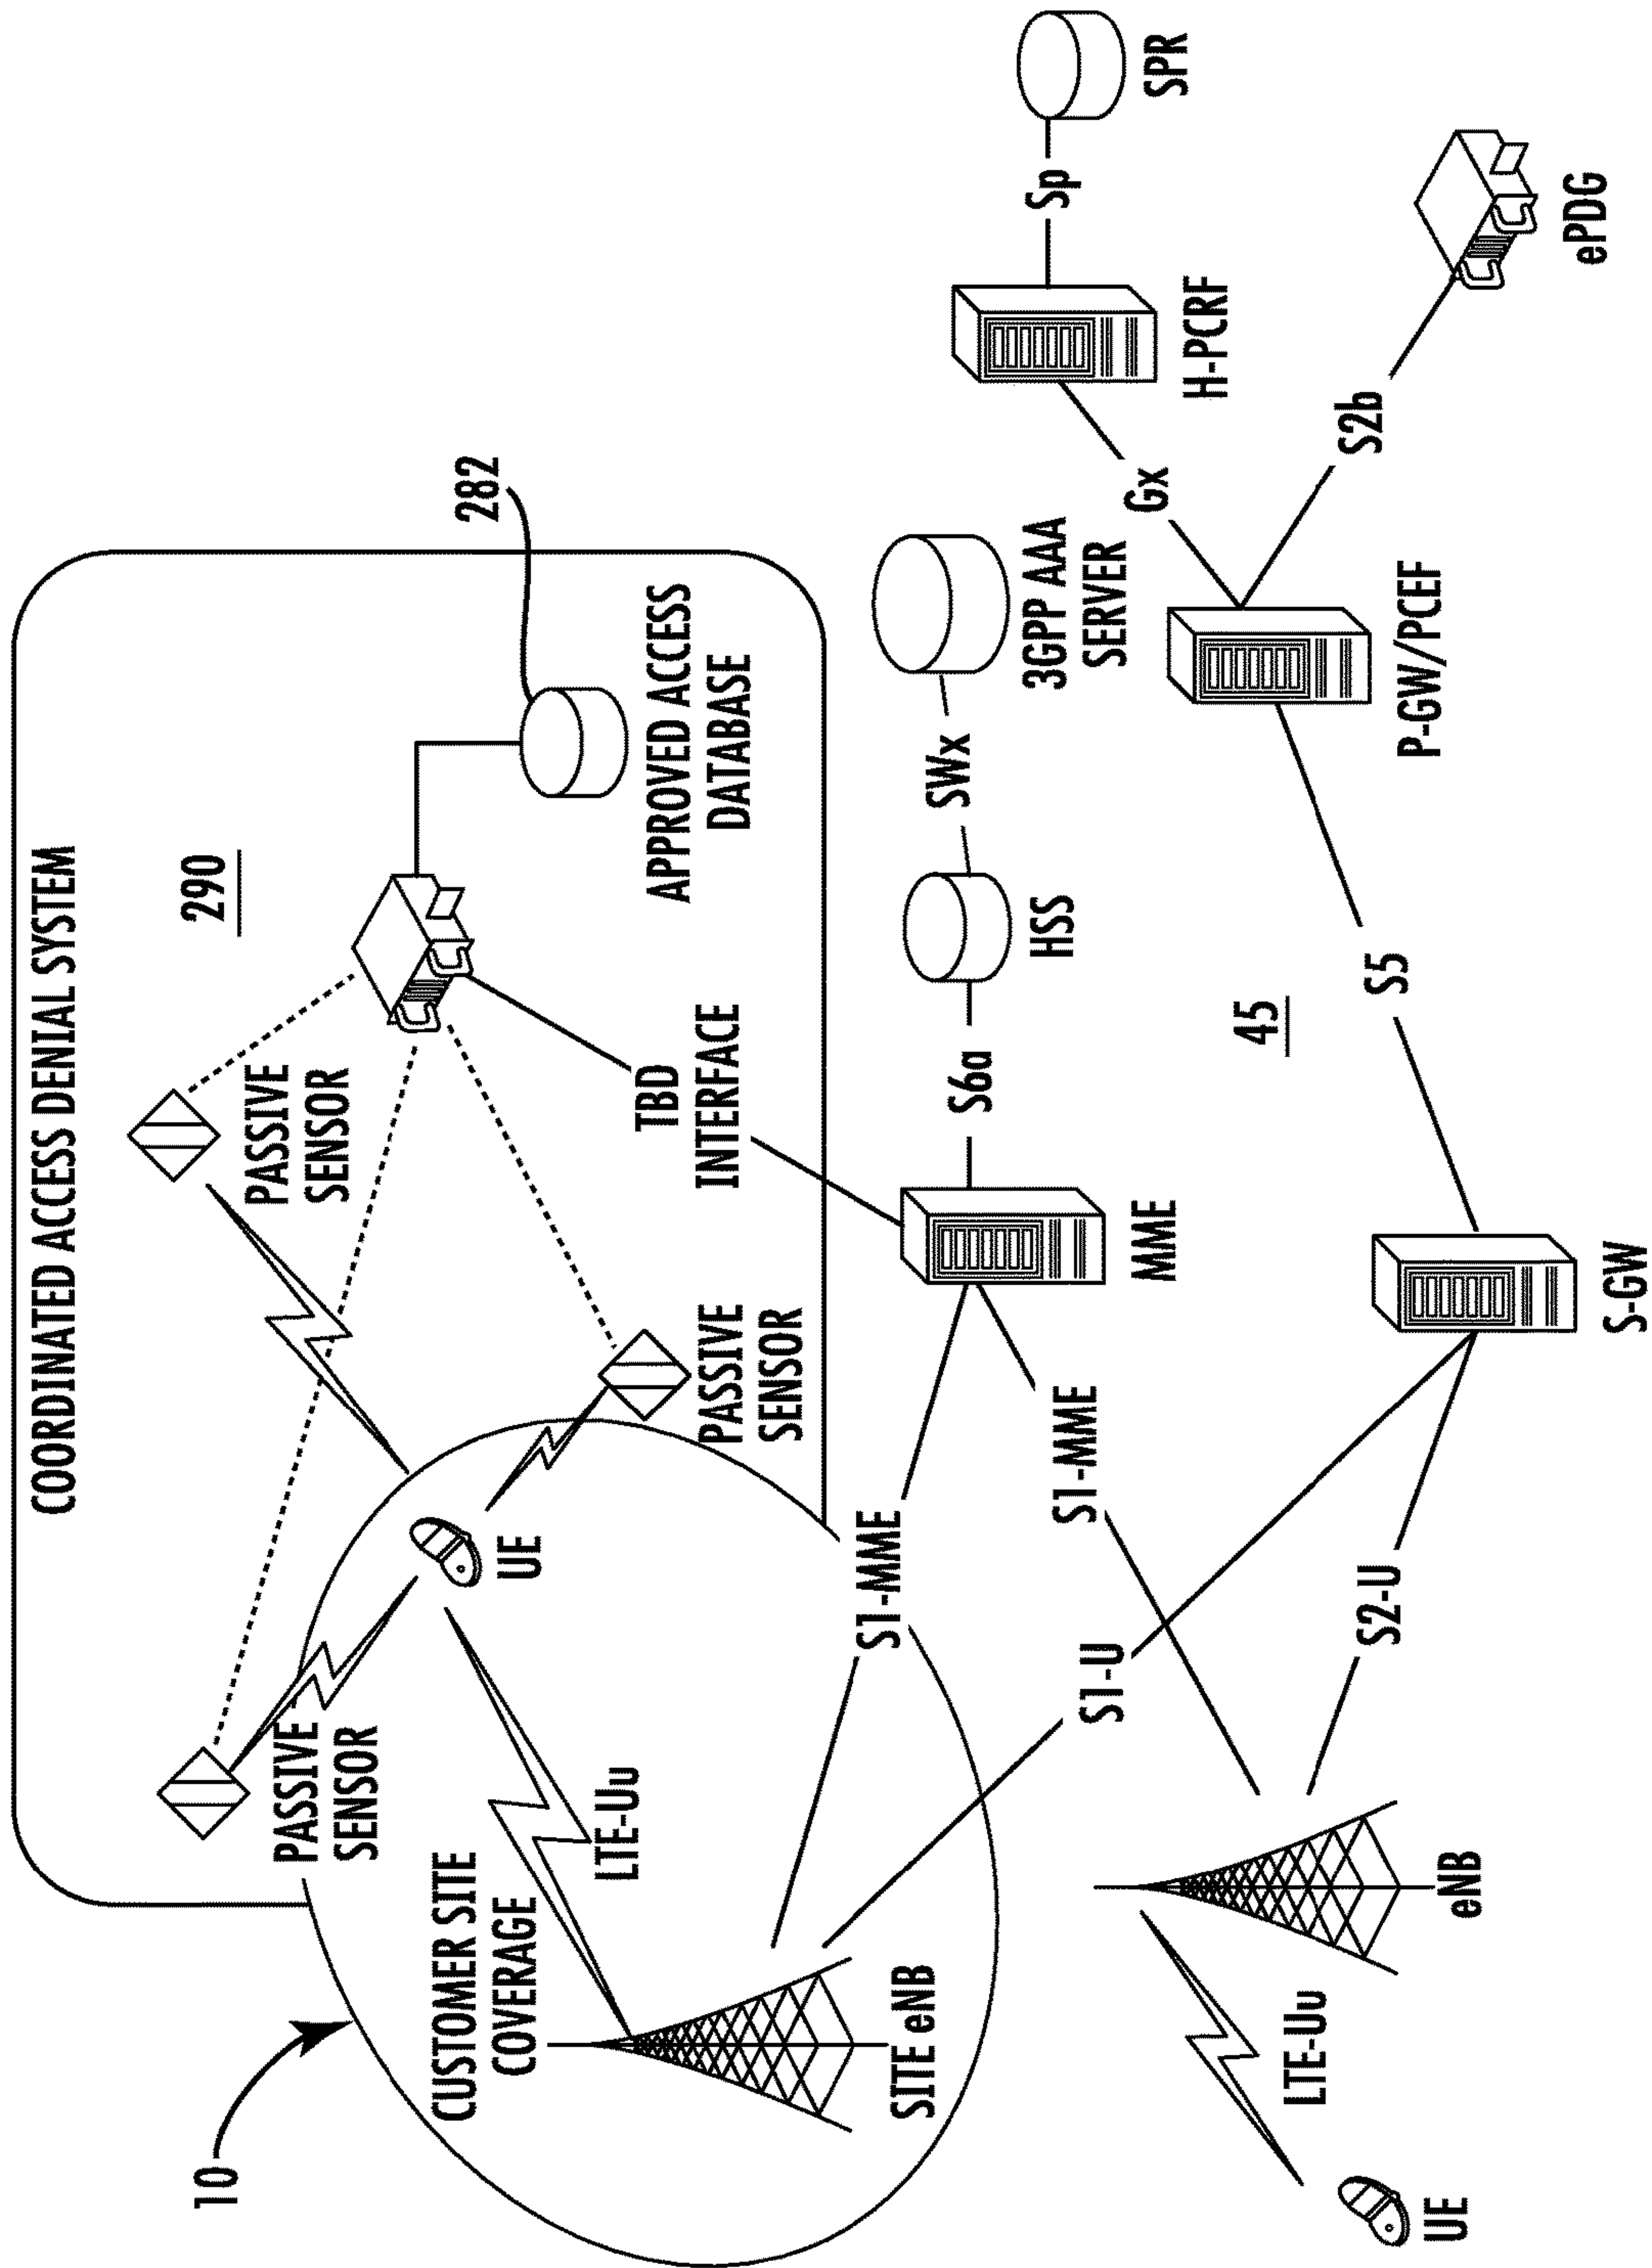 COORDINATED ACCESS DENIAL SYSTEM
290
282
10
PASSIVE
SENSOR
PASSIVE
SENSOR
PASSIVE
SENSOR
APPROVED ACCESS
DATABASE
TBD
INTERFACE
UE
CUSTOMER SITE
COVERAGE
LTE-Uu
SITE eNB
S1-MME
S1-MME
S1-U
S2-U
MME
S6a
HSS
SWx
3GPP AAA
SERVER
45
S-GW
S5
P-GW/PCEF
Gx
H-PCRF
Sp
SPR
S2b
ePDG
eNB
LTE-Uu
UE